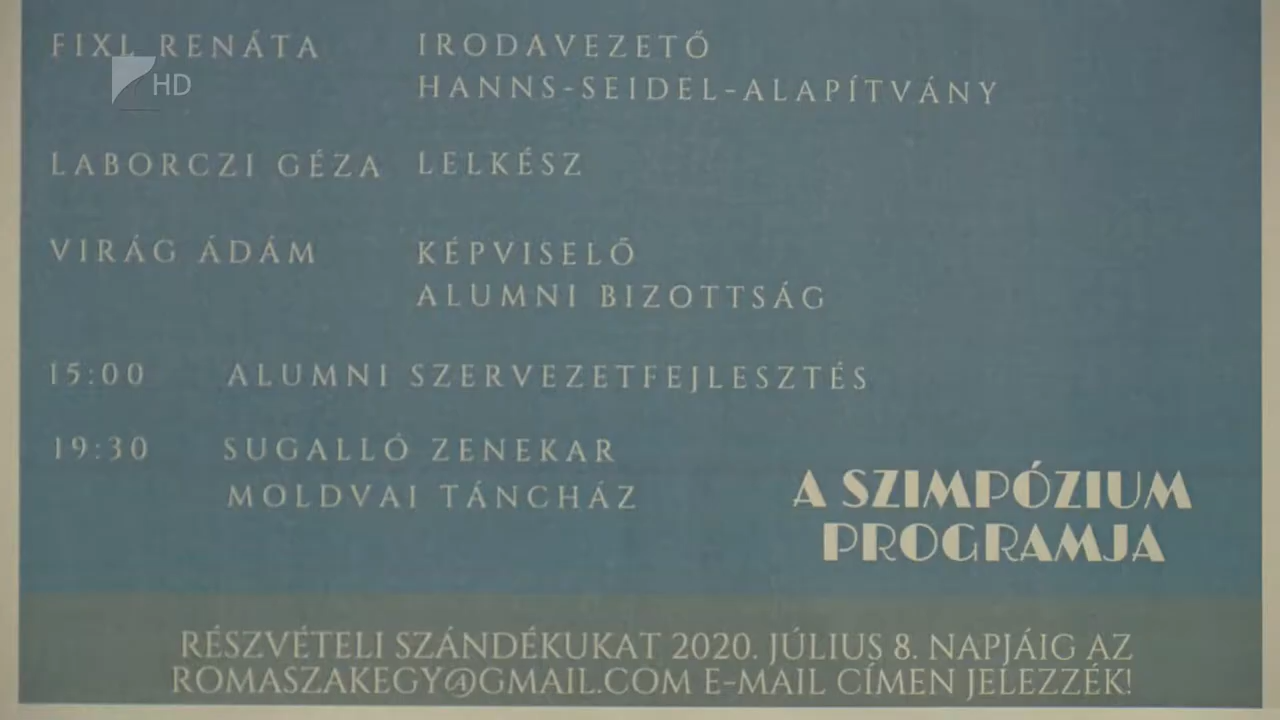 FIXL RENÁTA IRODAVEZETŐ
HANNS-SEIDEL-ALAPÍTVÁNY
HD
LABORCZI GÉZA LELKÉSZ
VIRÁG ÁDÁM KÉPVISELŐ
ALUMNI BIZOTTSÁG
15:00 ALUMNI SZERVEZETFEJLESZTÉS
19:30 SUGALLÓ ZENEKAR
MOLDVAI TÁNCHÁZ
A SZIMPÓZIUM
PROGRAMJA
RÉSZVÉTELI SZÁNDÉKUKAT 2020. JÚLIUS 8. NAPJÁIG AZ
ROMASZAKEGY@GMAIL.COM E-MAIL CÍMEN JELEZZÉK!